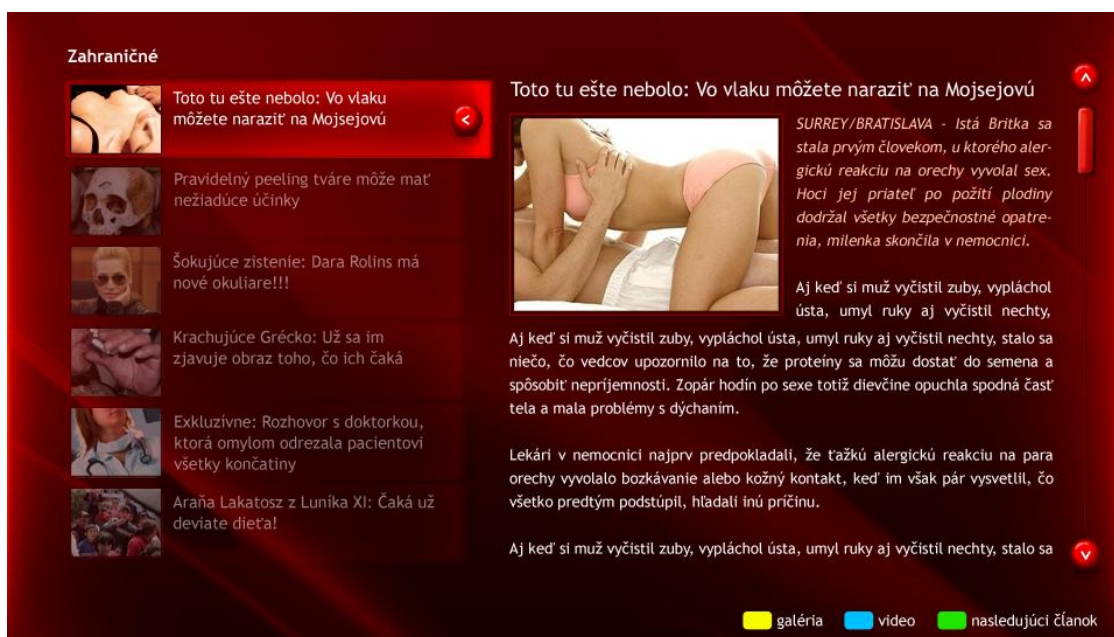 Zahraničné
Toto tu ešte nebolo: Vo vlaku
môžete naraziť na Mojsejovú
Pravidelný peeling tváre môže mať
nežiadúce účinky
Šokujúce zistenie: Dara Rolins má
nové okuliare!!!
Krachujúce Grécko: Už sa im
zjavuje obraz toho, čo ich čaká
Exkluzívne: Rozhovor s doktorkou,
ktorá omylom odrezala pacientovi
všetky končatiny
Araňa Lakatosz z Luníka XI: Čaká už
deviate dieťa!
Toto tu ešte nebolo: Vo vlaku môžete naraziť na Mojsejovú
SURREY/BRATISLAVA - Istá Britka sa
stala prvým človekom, u ktorého aler-
gickú reakciu na orechy vyvolal sex.
Hoci jej priateľ po požití plodiny
dodržal všetky bezpečnostné opatre-
nia, milenka skončila v nemocnici.
Aj keď si muž vyčistil zuby, vypláchol
ústa, umyl ruky aj vyčistil nechty,
Aj keď si muž vyčistil zuby, vypláchol ústa, umyl ruky aj vyčistil nechty, stalo sa
niečo, čo vedcov upozornilo na to, že proteíny sa môžu dostať do semena a
spôsobiť nepríjemnosti. Zopár hodín po sexe totiž dievčine opuchla spodná časť
tela a mala problémy s dýchaním.
Lekári v nemocnici najprv predpokladali, že ťažkú alergickú reakciu na para
orechy vyvolalo bozkávanie alebo kožný kontakt, keď im však pár vysvetlil, čo
všetko predtým podstúpil, hľadali inú príčinu.
Aj keď si muž vyčistil zuby, vypláchol ústa, umyl ruky aj vyčistil nechty, stalo sa
galéria video nasledujúci čĺanok